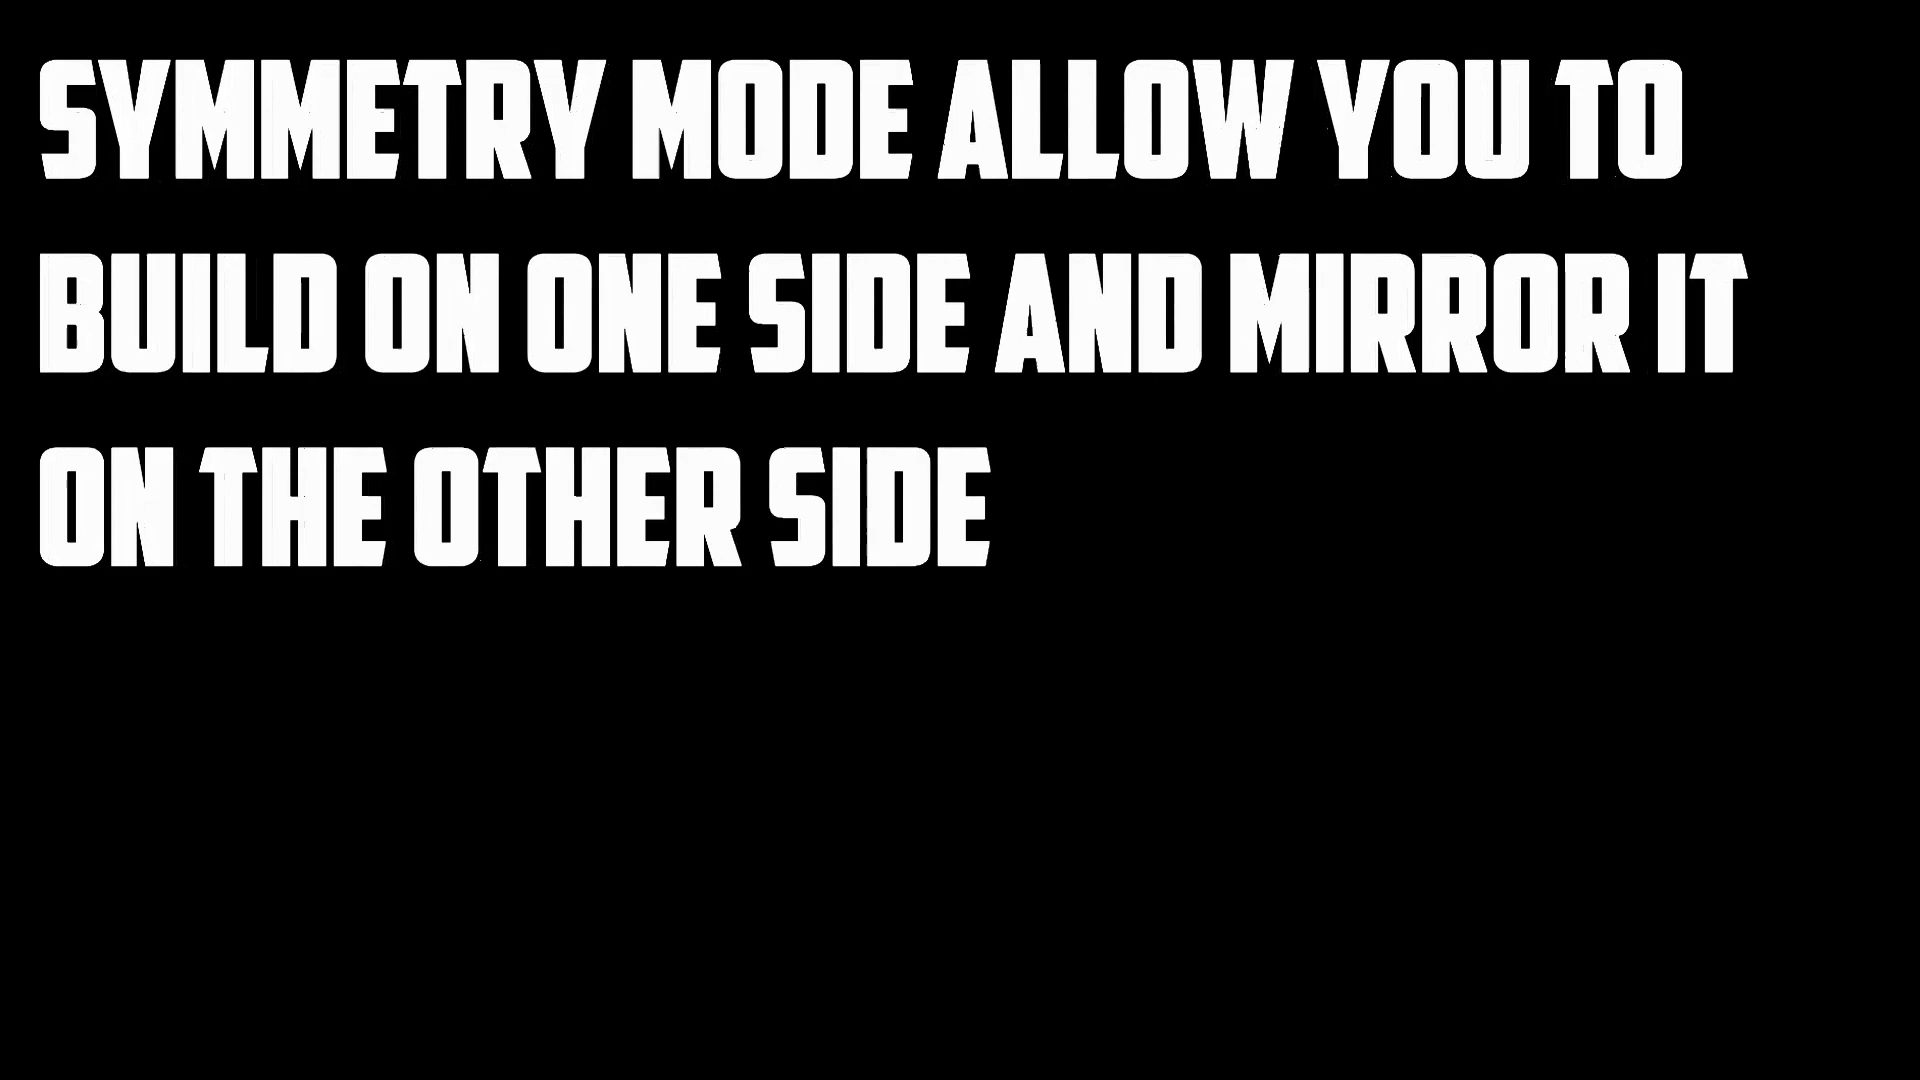 SYMMETRY MODE ALLOW YOU TO
BUILD ON ONE SIDE AND MIRROR IT
ON THE OTHER SIDE